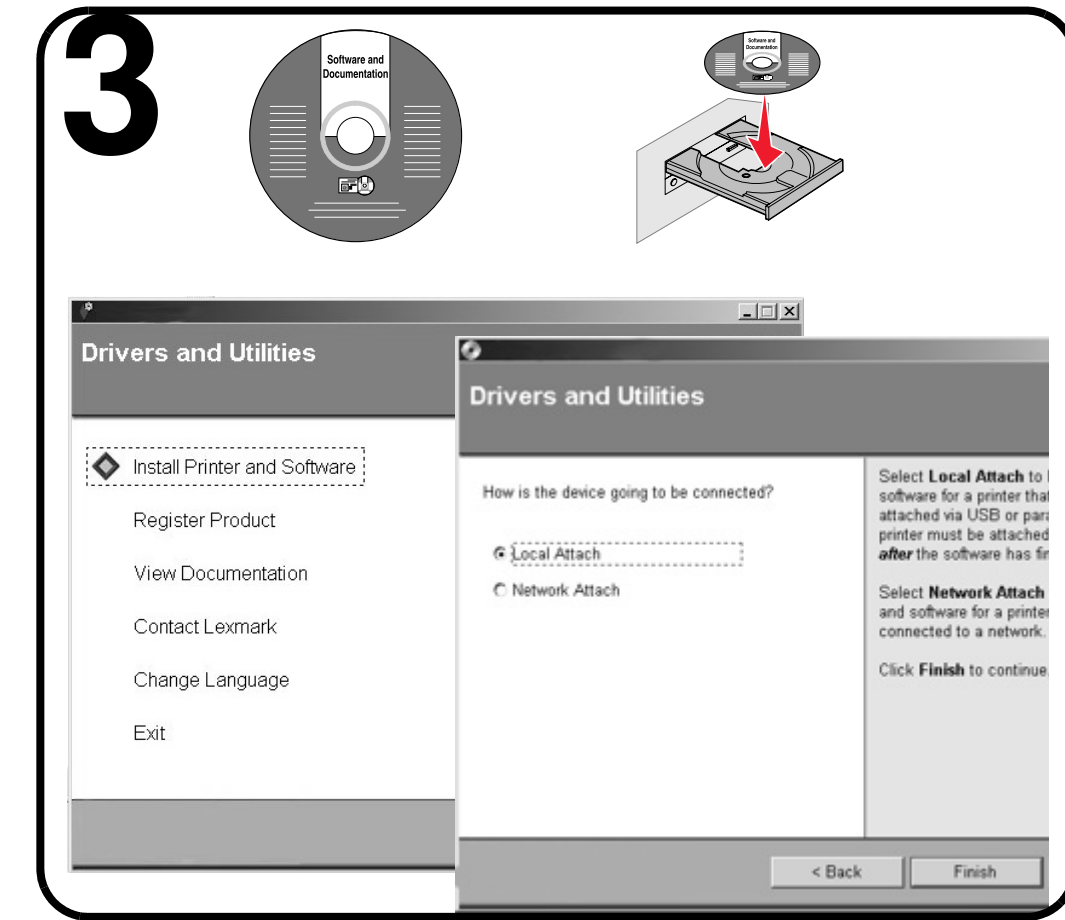 3
Software and
Documentation
Software and
Documentation
Drivers and Utilities
Install Printer and Software
Register Product
View Documentation
Contact Lexmark
Change Language
Exit
Drivers and Utilities
How is the device going to be connected?
Local Attach
Network Attach
Select Local Attach to
software for a printer that
attached via USB or para
printer must be attached
after the software has fin
Select Network Attach
and software for a printer
connected to a network.
Click Finish to continue.
< Back
Finish